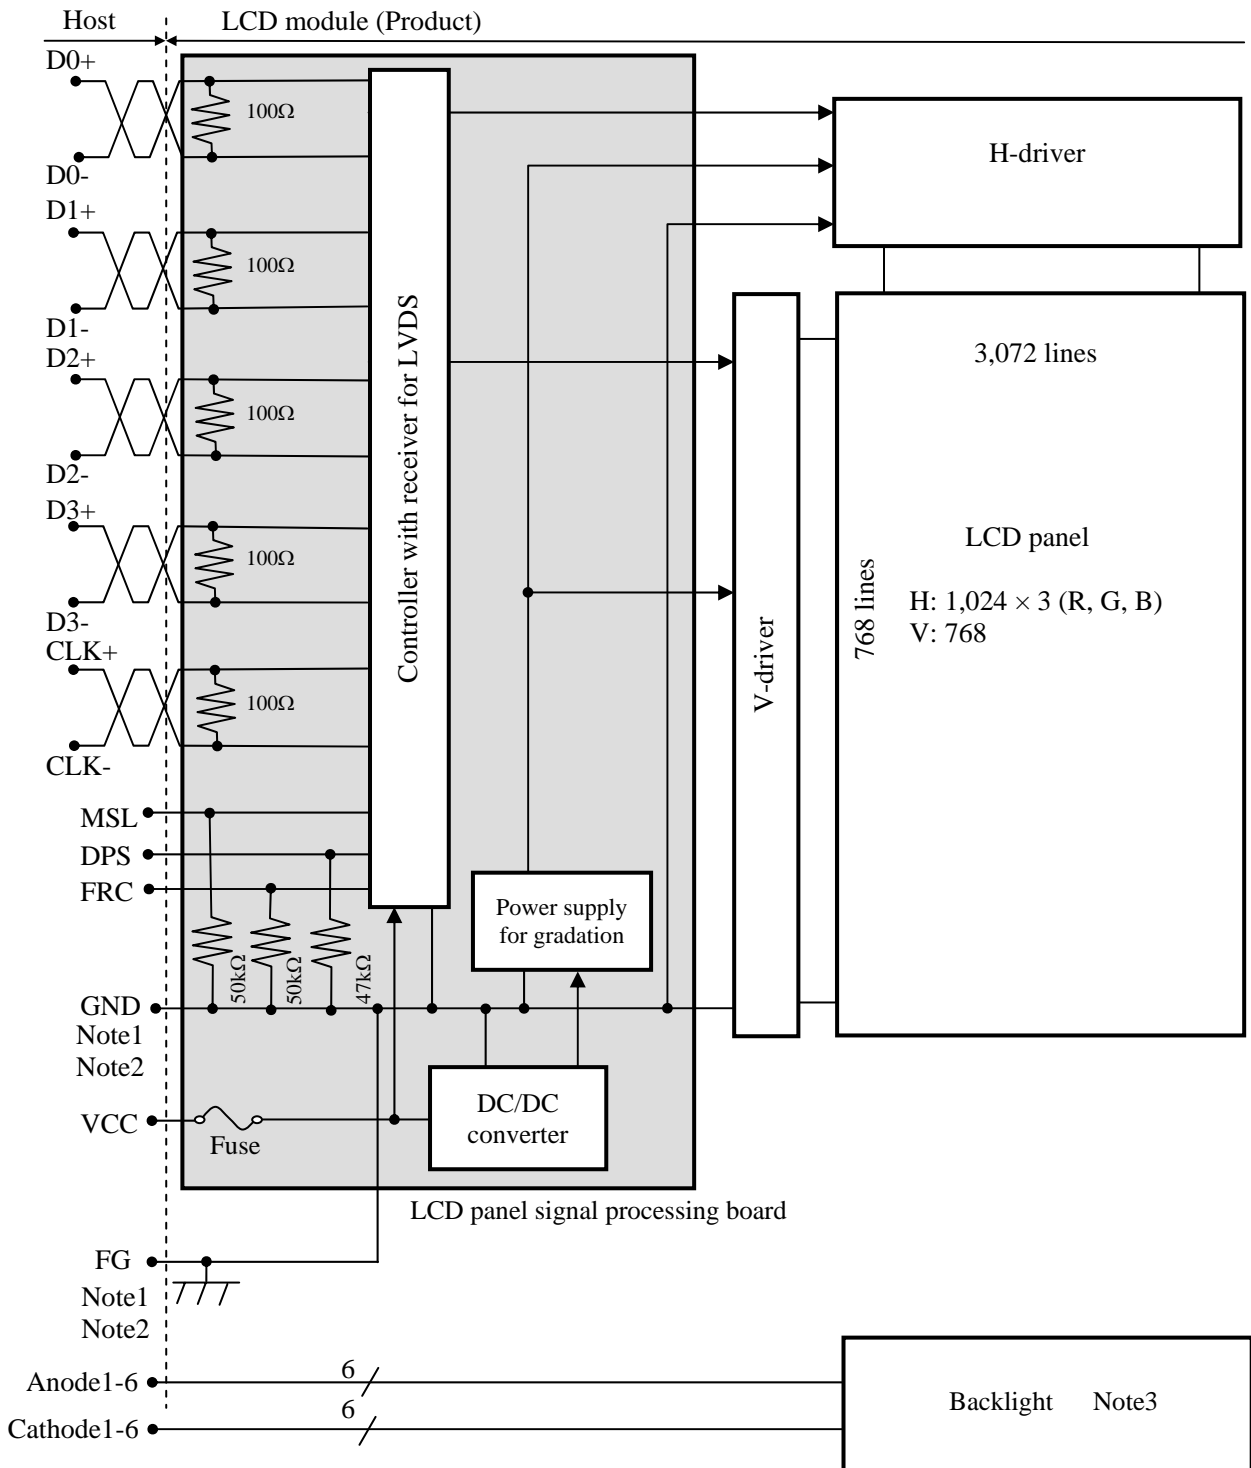 Host
LCD module (Product)
D0+
100Ω
D0-
D1+
100Ω
D1-
D2+
100Ω
D2-
D3+
100Ω
D3-
CLK+
100Ω
CLK-
MSL
DPS
FRC
50kΩ
50kΩ
47kΩ
GND
Note1
Note2
VCC
Fuse
Controller with receiver for LVDS
Power supply
for gradation
DC/DC
converter
LCD panel signal processing board
H-driver
V-driver
3,072 lines
768 lines
LCD panel
H: 1,024 × 3 (R, G, B)
V: 768
FG
Note1
Note2
Anode1-6
6
Cathode1-6
6
Backlight Note3